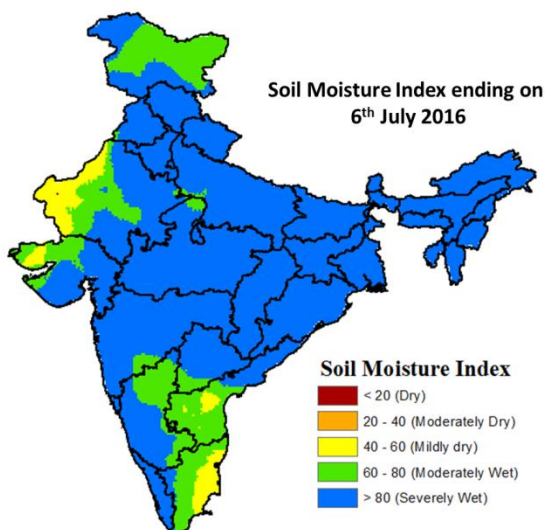 Soil Moisture Index ending on
6th July 2016
Soil Moisture Index
< 20 (Dry)
20 - 40 (Moderately Dry)
40 - 60 (Mildly dry)
60 - 80 (Moderately Wet)
> 80 (Severely Wet)